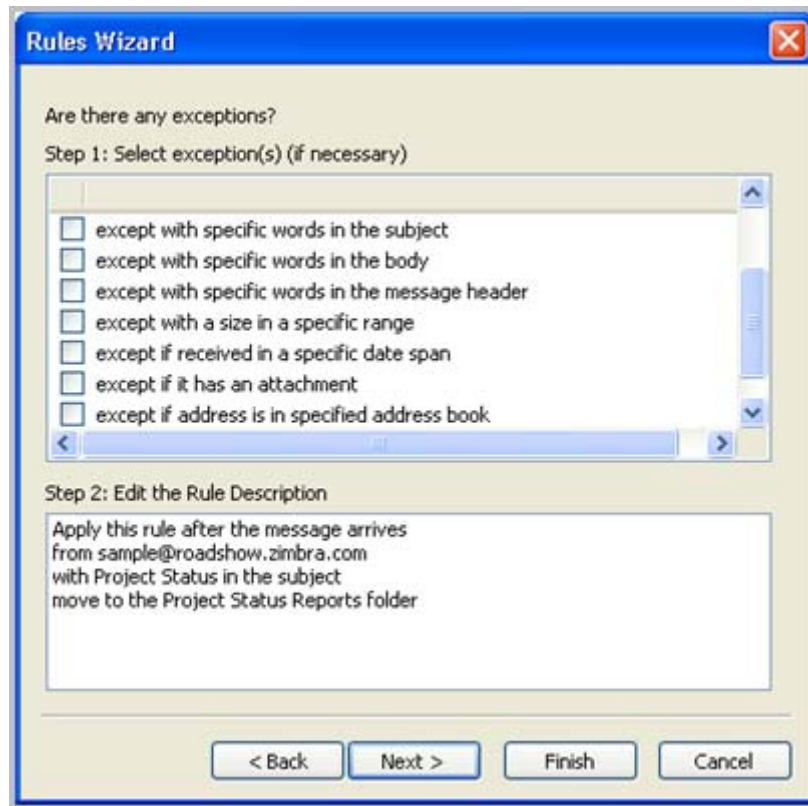 Rules Wizard
Are there any exceptions?
Step 1: Select exception(s) (if necessary)
except with specific words in the subject
except with specific words in the body
except with specific words in the message header
except with a size in a specific range
except if received in a specific date span
except if it has an attachment
except if address is in specified address book
Step 2: Edit the Rule Description
Apply this rule after the message arrives
from sample@roadshow.zimbra.com
with Project Status in the subject
move to the Project Status Reports folder
< Back Next > Finish Cancel